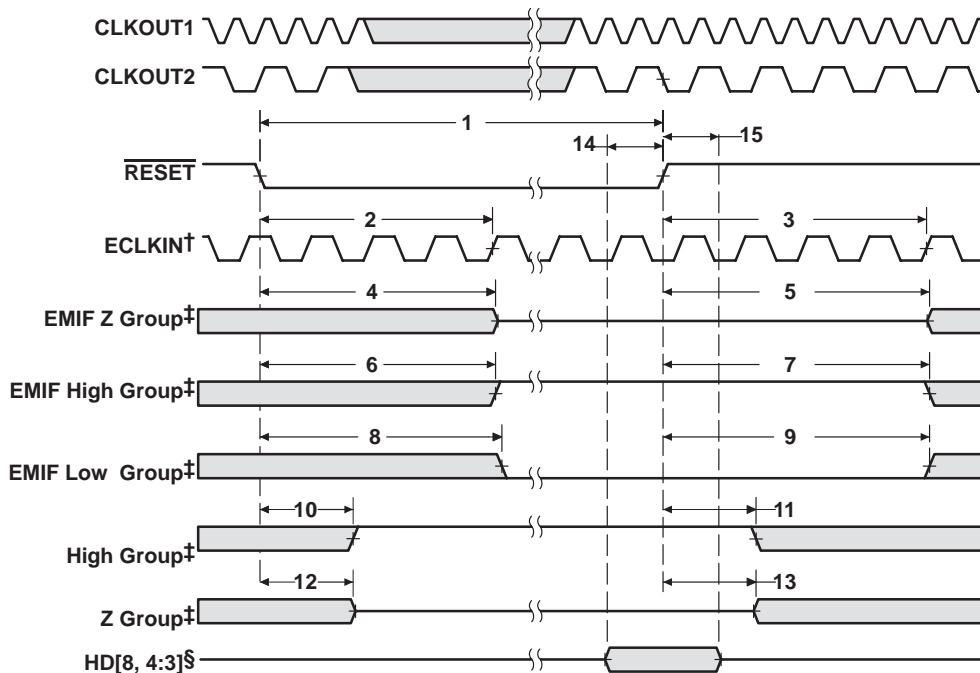 CLKOUT1
CLKOUT2
1
14
15
RESET
2
3
ECLKIN†
4
5
EMIF Z Group‡
6
7
EMIF High Group‡
8
9
EMIF Low Group‡
10
11
High Group‡
12
13
Z Group‡
HD[8, 4:3]§